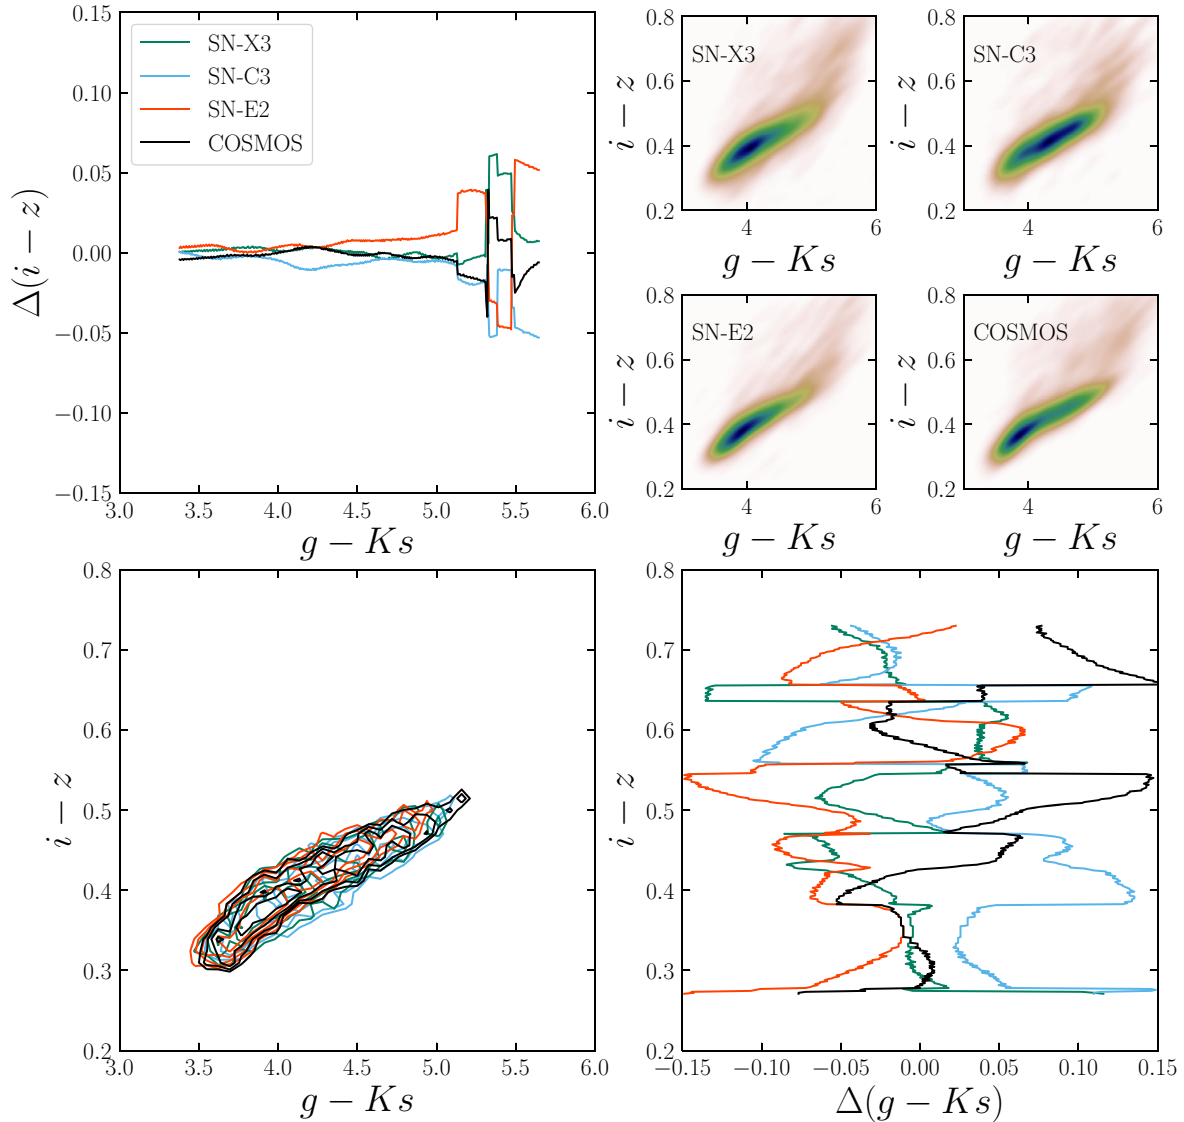 0.15
0.10
0.05
0.00
−0.05
−0.10
−0.15
Δ(i − z)
SN-X3
SN-C3
SN-E2
COSMOS
3.0 3.5 4.0 4.5 5.0 5.5 6.0
g − Ks
0.8
0.6
0.4
0.2
i − z
SN-X3
4 6
g − Ks
0.8
0.6
0.4
0.2
i − z
SN-C3
4 6
g − Ks
0.8
0.6
0.4
0.2
i − z
SN-E2
4 6
g − Ks
0.8
0.6
0.4
0.2
i − z
COSMOS
4 6
g − Ks
0.8
0.7
0.6
0.5
0.4
0.3
0.2
i − z
3.0 3.5 4.0 4.5 5.0 5.5 6.0
g − Ks
0.8
0.7
0.6
0.5
0.4
0.3
0.2
i − z
−0.15 −0.10 −0.05 0.00 0.05 0.10 0.15
Δ(g − Ks)